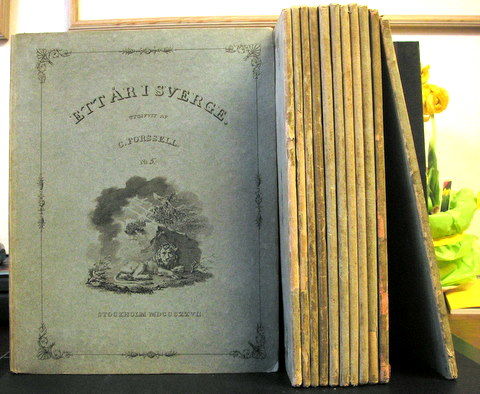 ETT ÅR I SVERGE.
UTGIFVIT AF
C. FORSSELL.
No. 5.
STOCKHOLM MDCCCXXVII.